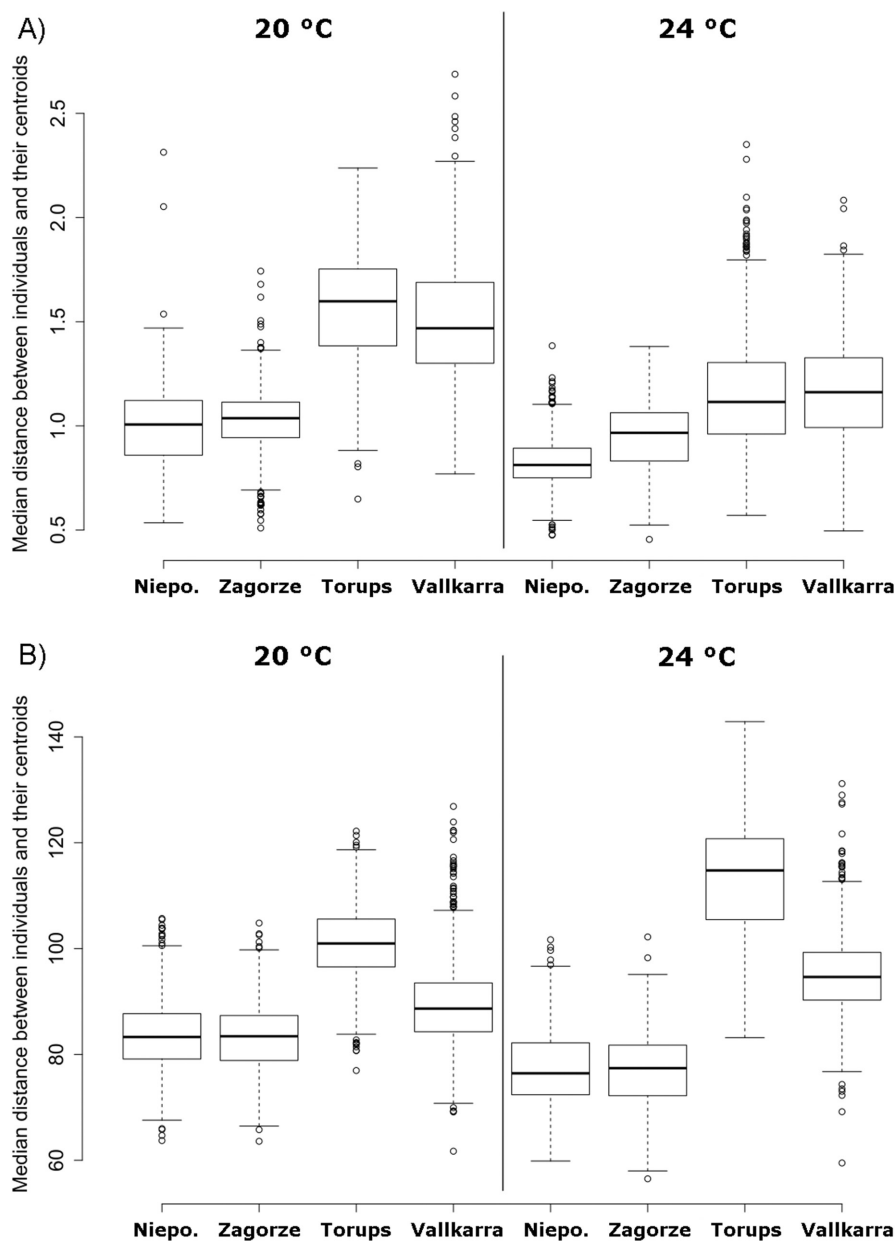 A)
20 °C 24 °C
Median distance between individuals and their centroids
2.5
2.0
1.5
1.0
0.5
Niepo. Zagorze Torups Vallkarra Niepo. Zagorze Torups Vallkarra
B)
20 °C 24 °C
Median distance between individuals and their centroids
140
120
100
80
60
Niepo. Zagorze Torups Vallkarra Niepo. Zagorze Torups Vallkarra